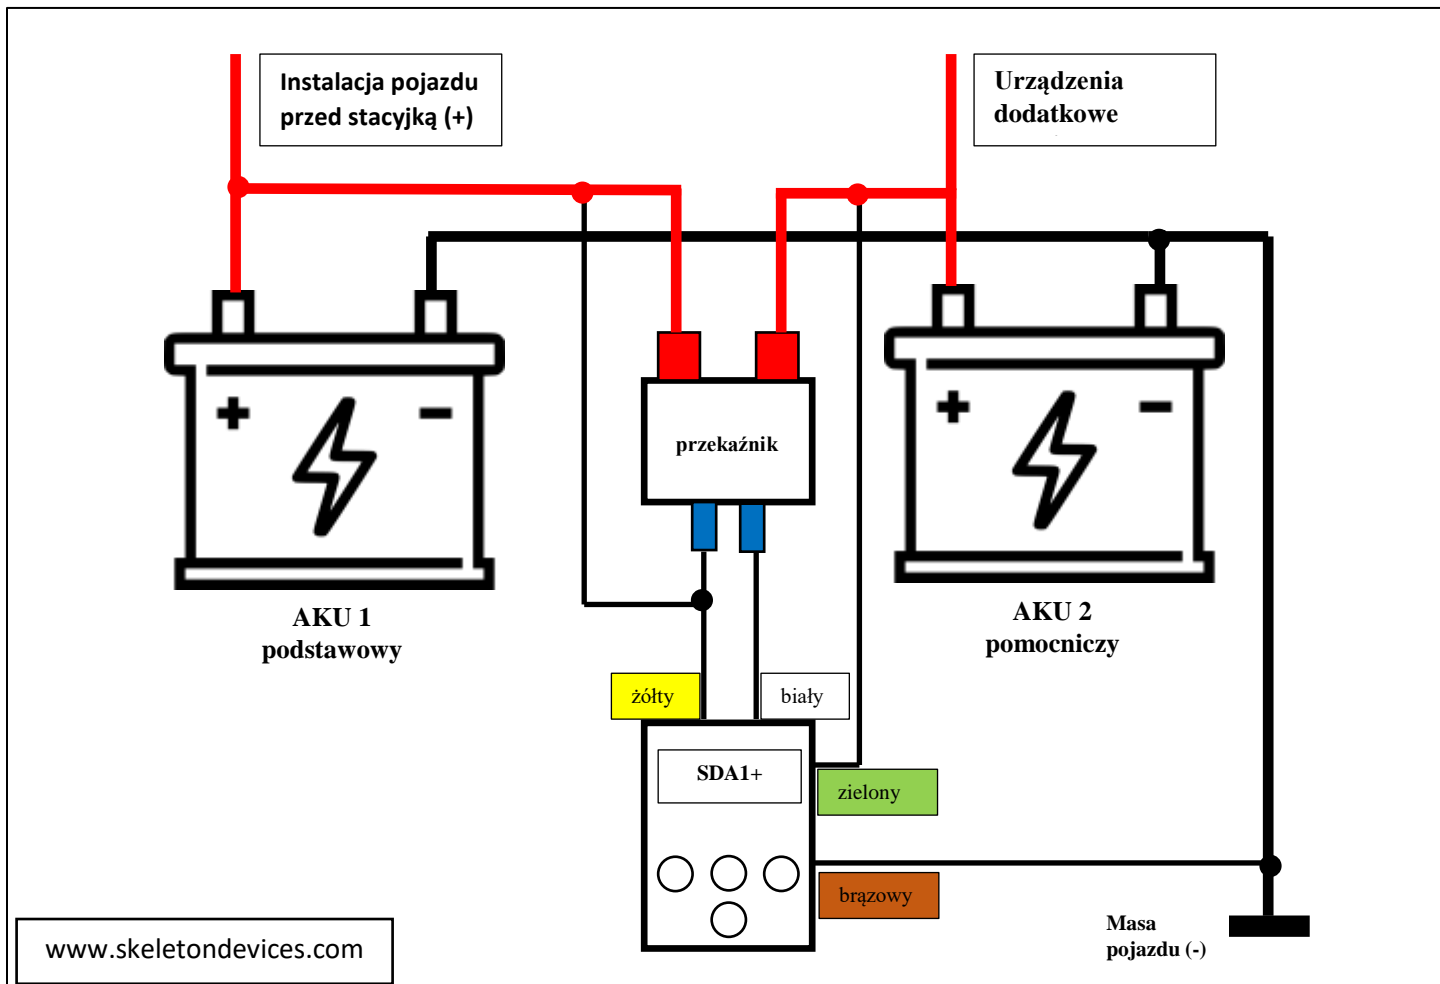 Instalacja pojazdu
przed stacyjką (+)
Urządzenia
dodatkowe
przekaźnik
AKU 1
podstawowy
AKU 2
pomocniczy
żółty
biały
SDA1+
zielony
brązowy
Masa
pojazdu (-)
www.skeletondevices.com